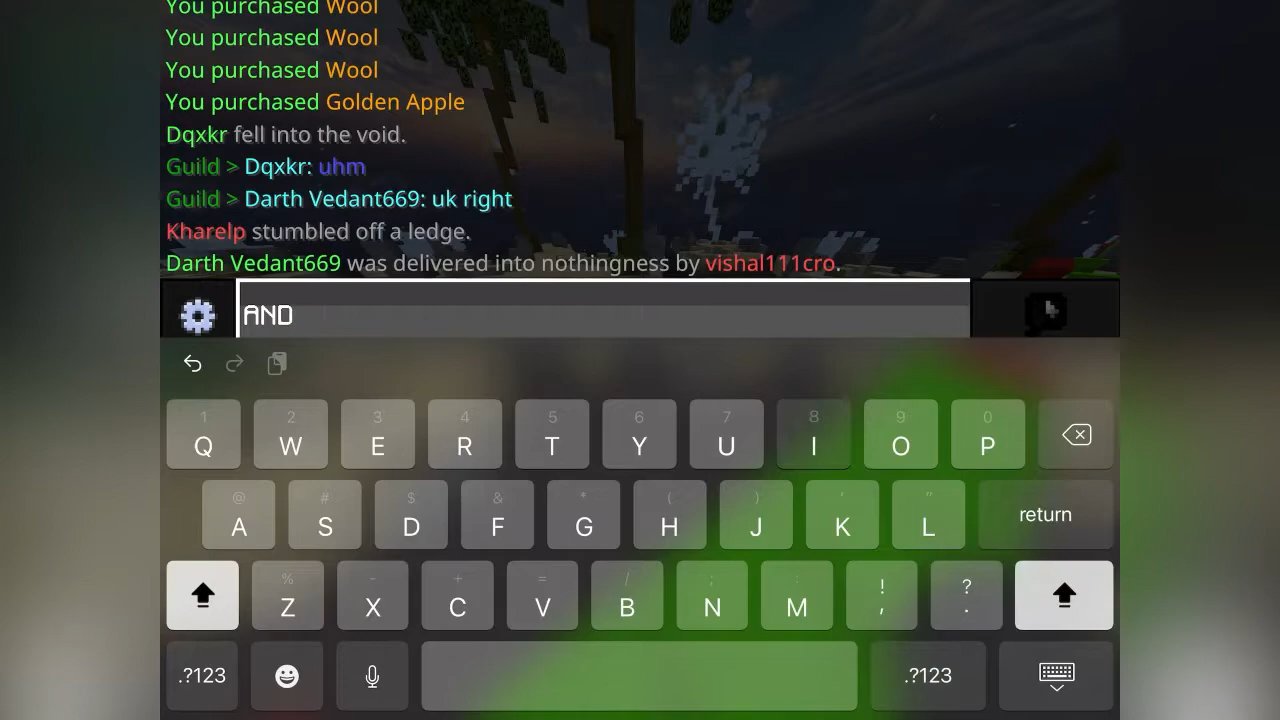 You purchased Wool
You purchased Wool
You purchased Wool
You purchased Golden Apple
Dqxkr fell into the void.
Guild > Dqxkr: uhm
Guild > Darth Vedant669: uk right
Kharelp stumbled off a ledge.
Darth Vedant669 was delivered into nothingness by vishal111cro.
AND
1 2 3 4 5 6 7 8 9 0
Q W E R T Y U I O P
@ # $ & * ( ) ' "
A S D F G H J K L return
% - + = / ; : ! ?
Z X C V B N M , .
.?123 .?123